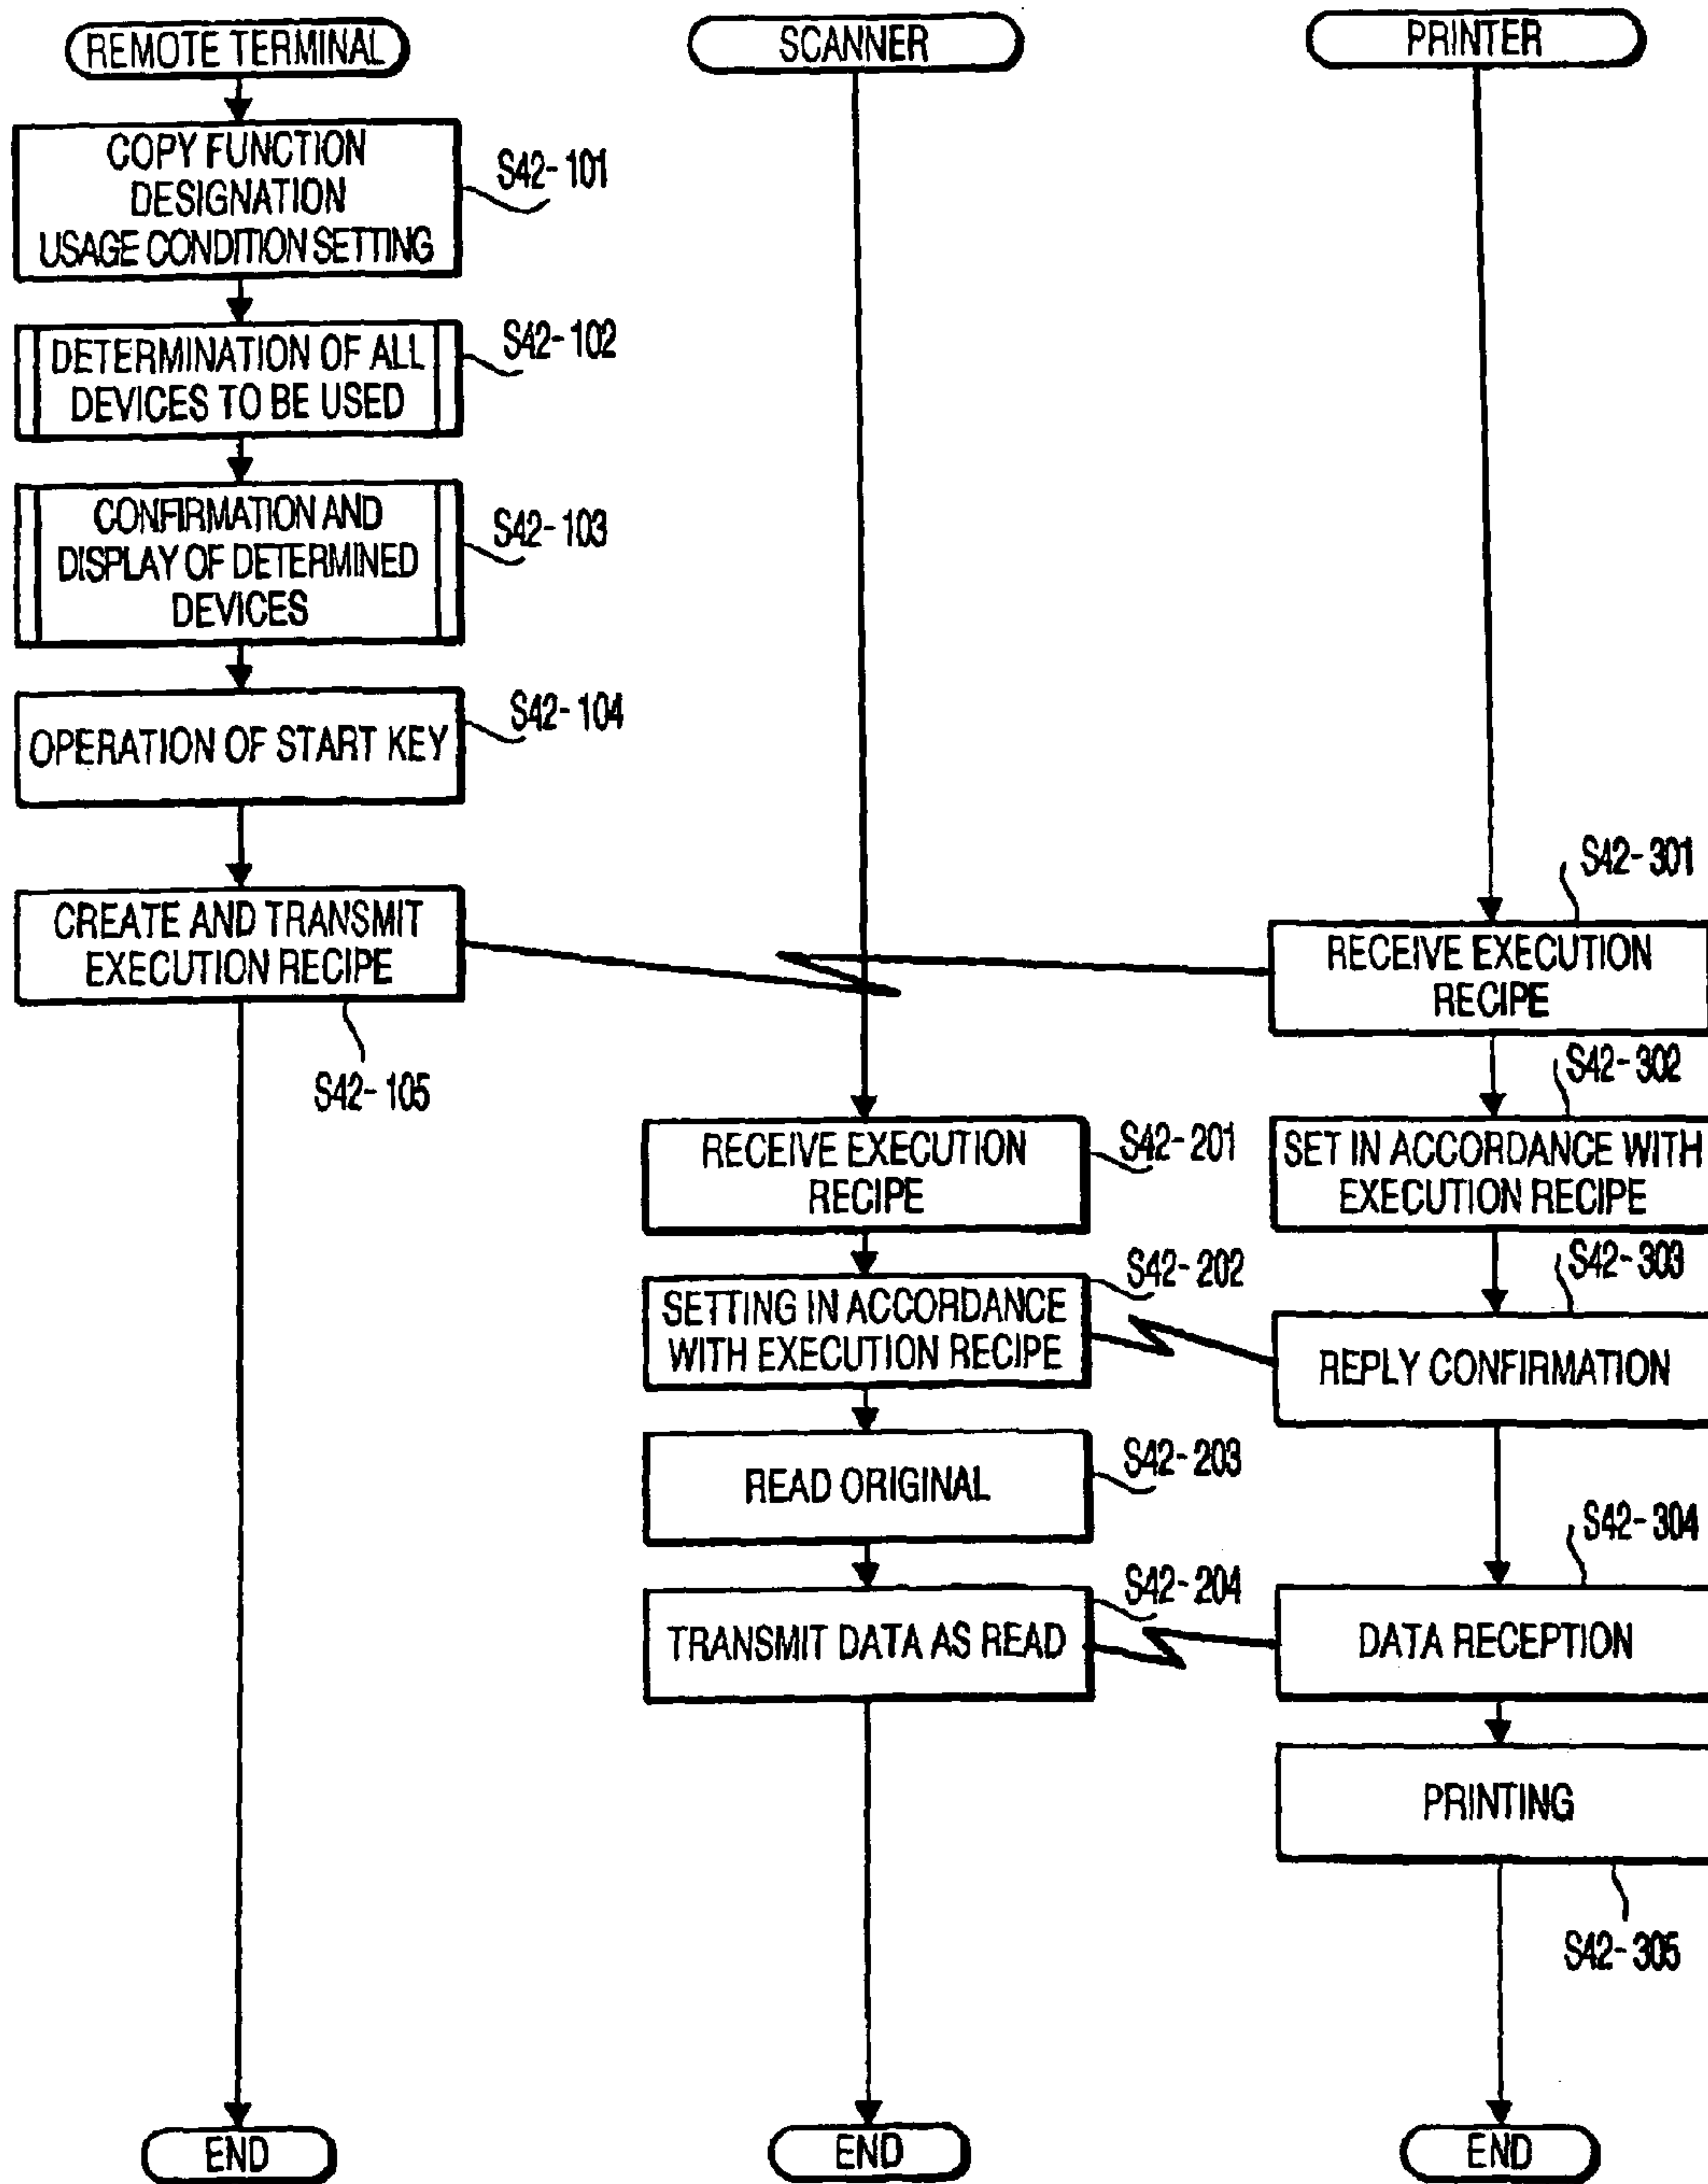 REMOTE TERMINAL
COPY FUNCTION
DESIGNATION
USAGE CONDITION SETTING
S42-101
DETERMINATION OF ALL
DEVICES TO BE USED
S42-102
CONFIRMATION AND
DISPLAY OF DETERMINED
DEVICES
S42-103
OPERATION OF START KEY
S42-104
CREATE AND TRANSMIT
EXECUTION RECIPE
S42-105
END
SCANNER
RECEIVE EXECUTION
RECIPE
S42-201
SETTING IN ACCORDANCE
WITH EXECUTION RECIPE
S42-202
READ ORIGINAL
S42-203
TRANSMIT DATA AS READ
S42-204
END
PRINTER
S42-301
RECEIVE EXECUTION
RECIPE
S42-302
SET IN ACCORDANCE WITH
EXECUTION RECIPE
S42-303
REPLY CONFIRMATION
S42-304
DATA RECEPTION
PRINTING
S42-305
END